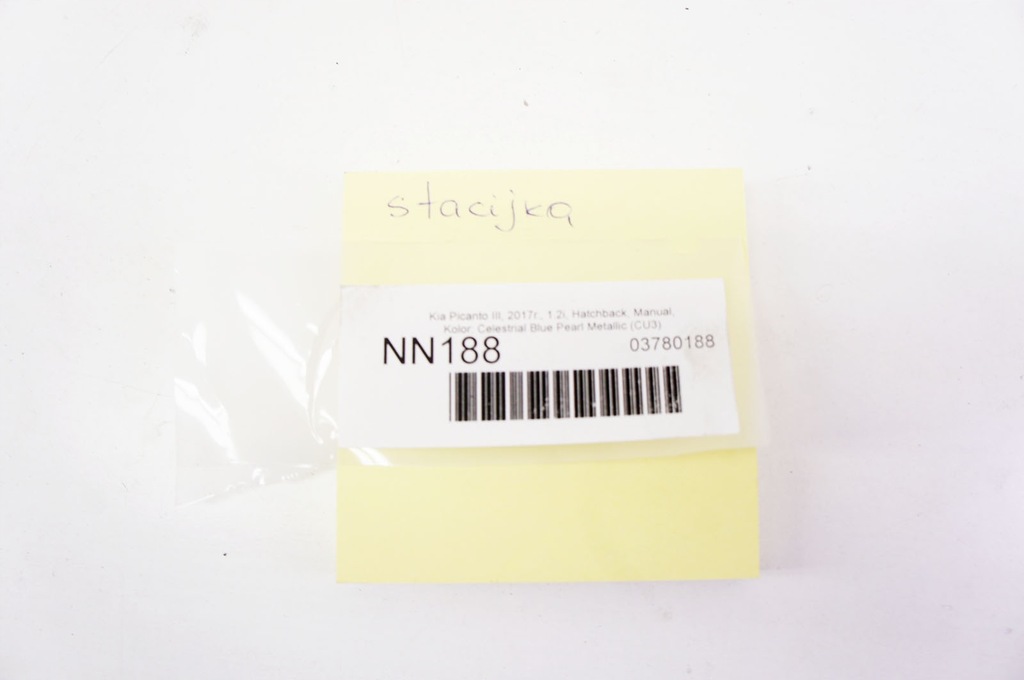 stacijka
Kia Picanto III, 2017r., 1.2i, Hatchback, Manual,
Kolor: Celestrial Blue Pearl Metallic (CU3)
NN188 03780188